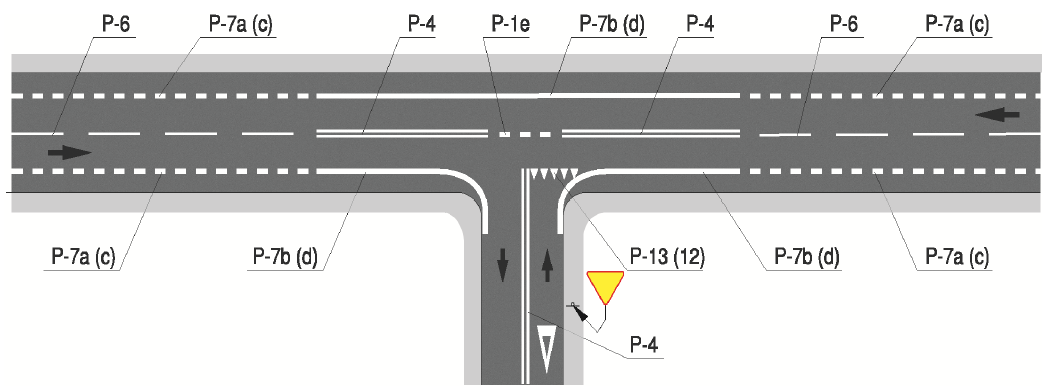 P-6
P-7a (c)
P-4
P-1e
P-7b (d)
P-4
P-6
P-7a (c)
P-7a (c)
P-7b (d)
P-13 (12)
P-7b (d)
P-7a (c)
P-4